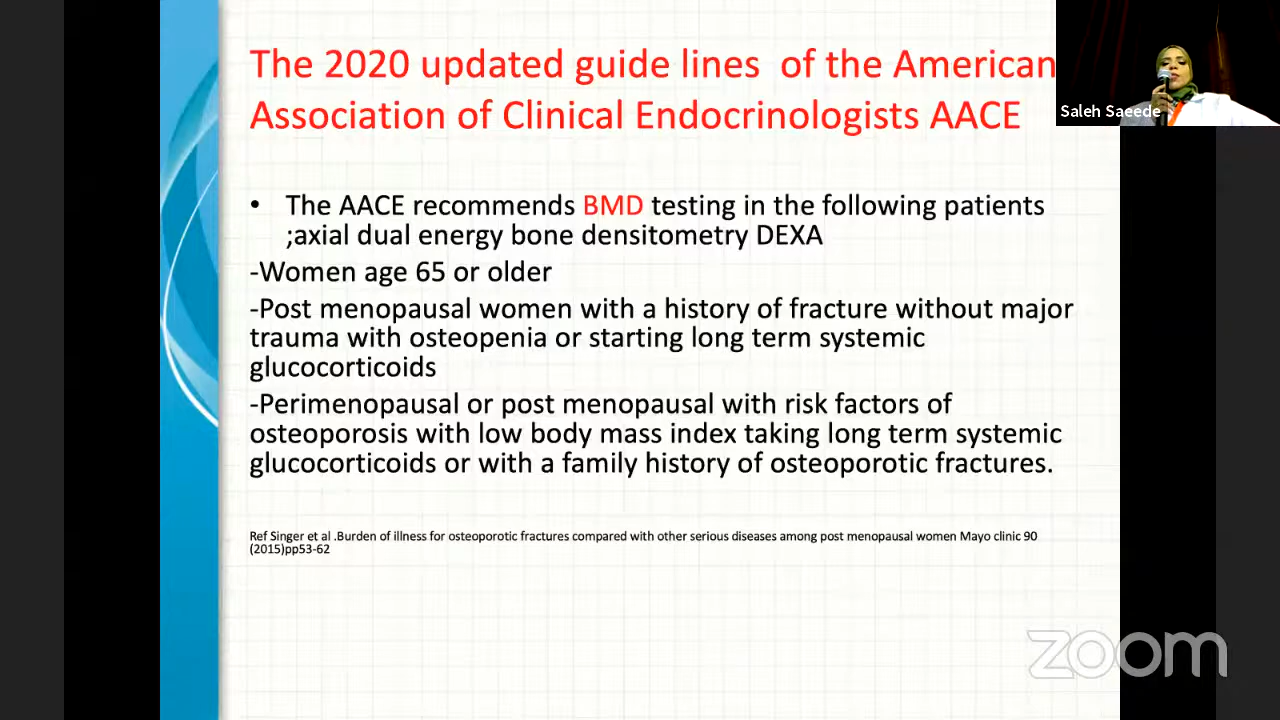 The 2020 updated guide lines of the American
Association of Clinical Endocrinologists AACE
Saleh Saeede
• The AACE recommends BMD testing in the following patients
;axial dual energy bone densitometry DEXA
-Women age 65 or older
-Post menopausal women with a history of fracture without major
trauma with osteopenia or starting long term systemic
glucocorticoids
-Perimenopausal or post menopausal with risk factors of
osteoporosis with low body mass index taking long term systemic
glucocorticoids or with a family history of osteoporotic fractures.
Ref Singer et al .Burden of illness for osteoporotic fractures compared with other serious diseases among post menopausal women Mayo clinic 90
(2015)pp53-62
zoom